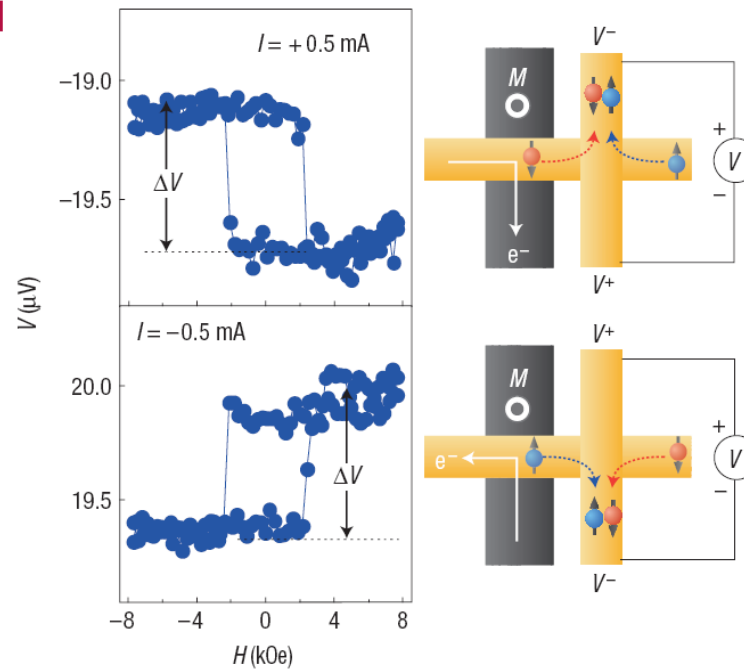 I = +0.5 mA
−19.0
ΔV
−19.5
V (μV)
I = −0.5 mA
20.0
ΔV
19.5
−8 −4 0 4 8
H (kOe)
V−
M
+
V
−
e−
V+
V+
M
+
e−
V
−
V−